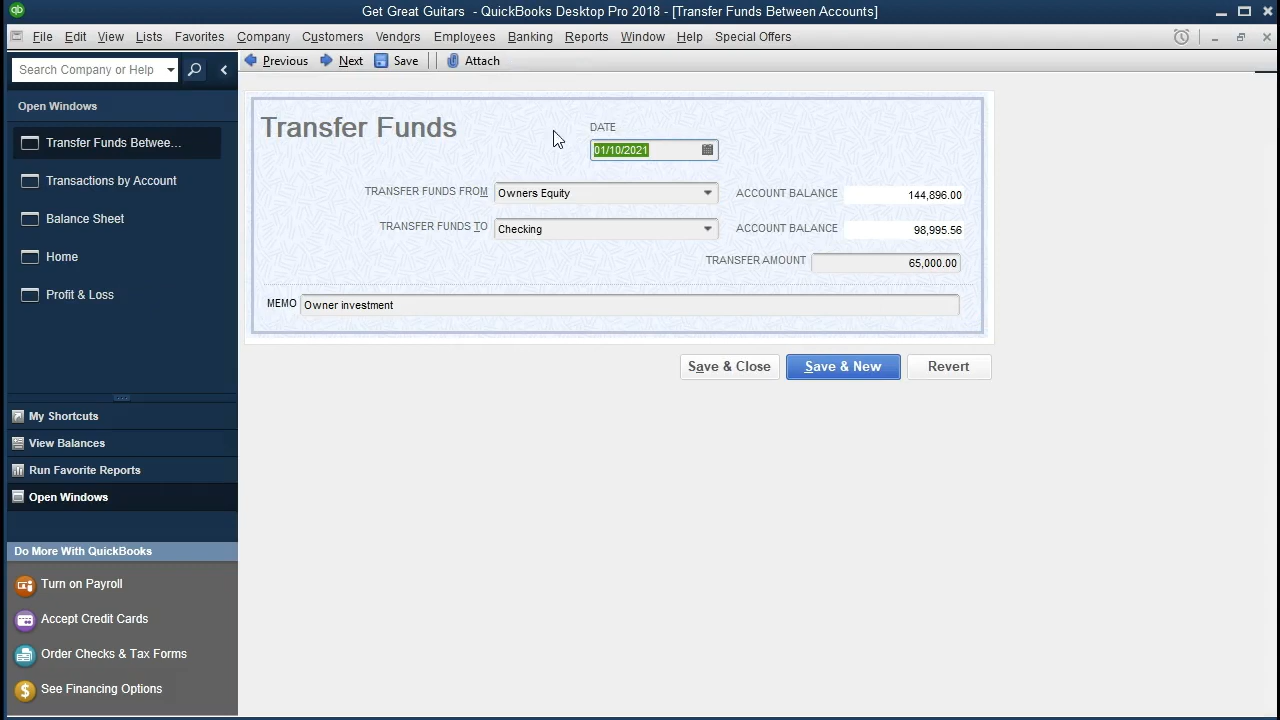 Get Great Guitars - QuickBooks Desktop Pro 2018 - [Transfer Funds Between Accounts]
File Edit View Lists Favorites Company Customers Vendors Employees Banking Reports Window Help Special Offers
Search Company or Help
Previous Next Save Attach
Open Windows
Transfer Funds Betwee...
Transactions by Account
Balance Sheet
Home
Profit & Loss
My Shortcuts
View Balances
Run Favorite Reports
Open Windows
Do More With QuickBooks
Turn on Payroll
Accept Credit Cards
Order Checks & Tax Forms
$ See Financing Options
Transfer Funds
DATE
01/10/2021
TRANSFER FUNDS FROM Owners Equity ACCOUNT BALANCE 144,896.00
TRANSFER FUNDS TO Checking ACCOUNT BALANCE 98,995.56
TRANSFER AMOUNT 65,000.00
MEMO Owner investment
Save & Close Save & New Revert